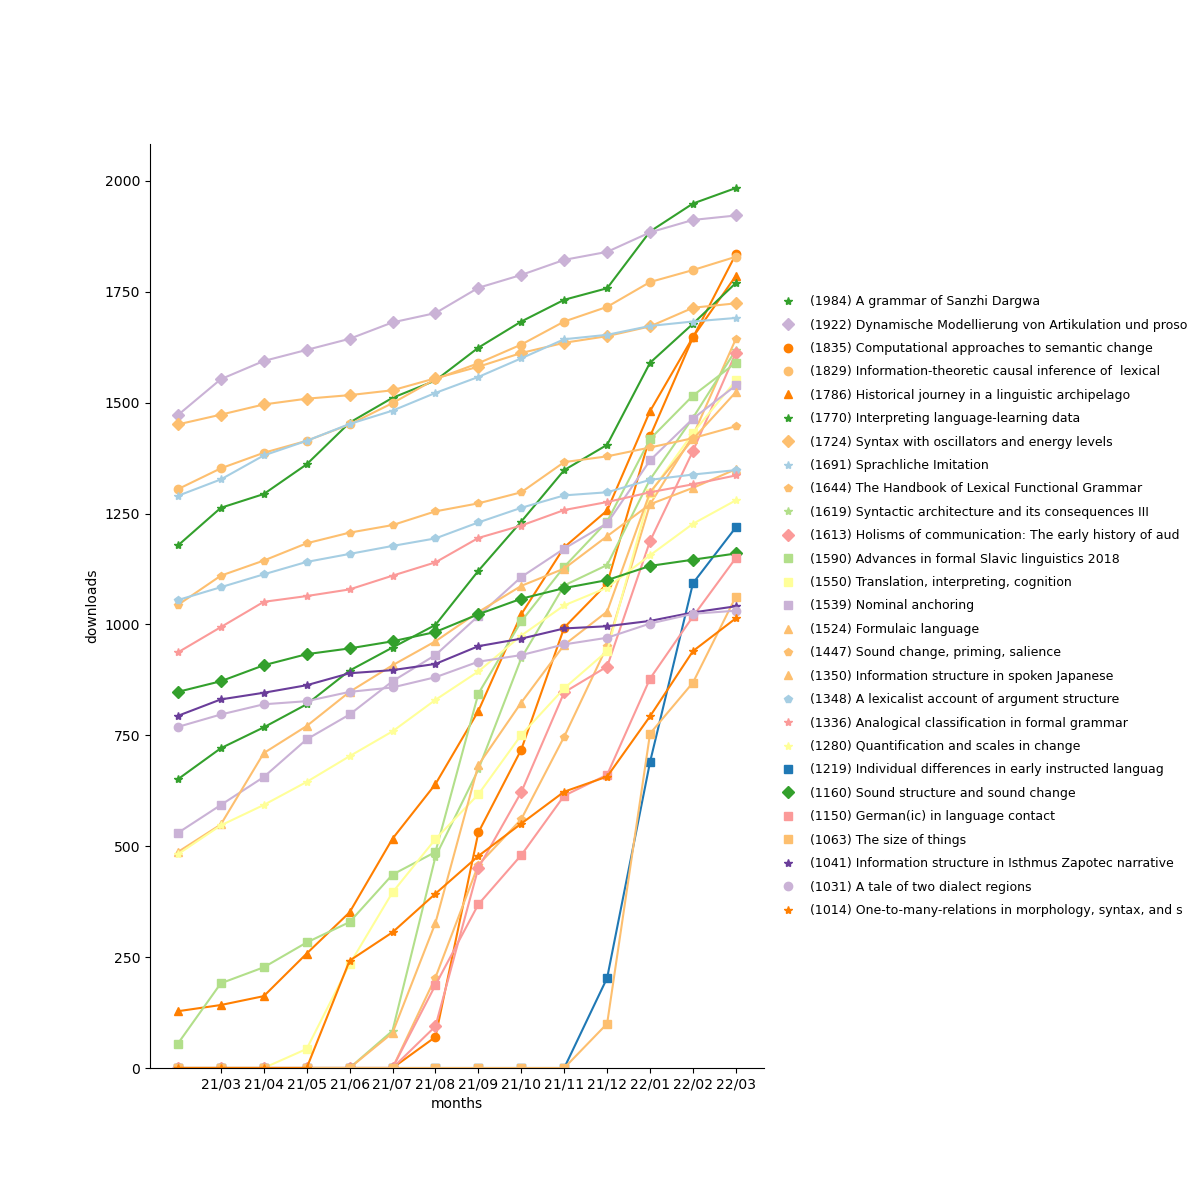 2000
1750
1500
1250
1000
750
500
250
0
downloads
21/03 21/04 21/05 21/06 21/07 21/08 21/09 21/10 21/11 21/12 22/01 22/02 22/03
months
(1984) A grammar of Sanzhi Dargwa
(1922) Dynamische Modellierung von Artikulation und proso
(1835) Computational approaches to semantic change
(1829) Information-theoretic causal inference of  lexical
(1786) Historical journey in a linguistic archipelago
(1770) Interpreting language-learning data
(1724) Syntax with oscillators and energy levels
(1691) Sprachliche Imitation
(1644) The Handbook of Lexical Functional Grammar
(1619) Syntactic architecture and its consequences III
(1613) Holisms of communication: The early history of aud
(1590) Advances in formal Slavic linguistics 2018
(1550) Translation, interpreting, cognition
(1539) Nominal anchoring
(1524) Formulaic language
(1447) Sound change, priming, salience
(1350) Information structure in spoken Japanese
(1348) A lexicalist account of argument structure
(1336) Analogical classification in formal grammar
(1280) Quantification and scales in change
(1219) Individual differences in early instructed languag
(1160) Sound structure and sound change
(1150) German(ic) in language contact
(1063) The size of things
(1041) Information structure in Isthmus Zapotec narrative
(1031) A tale of two dialect regions
(1014) One-to-many-relations in morphology, syntax, and s